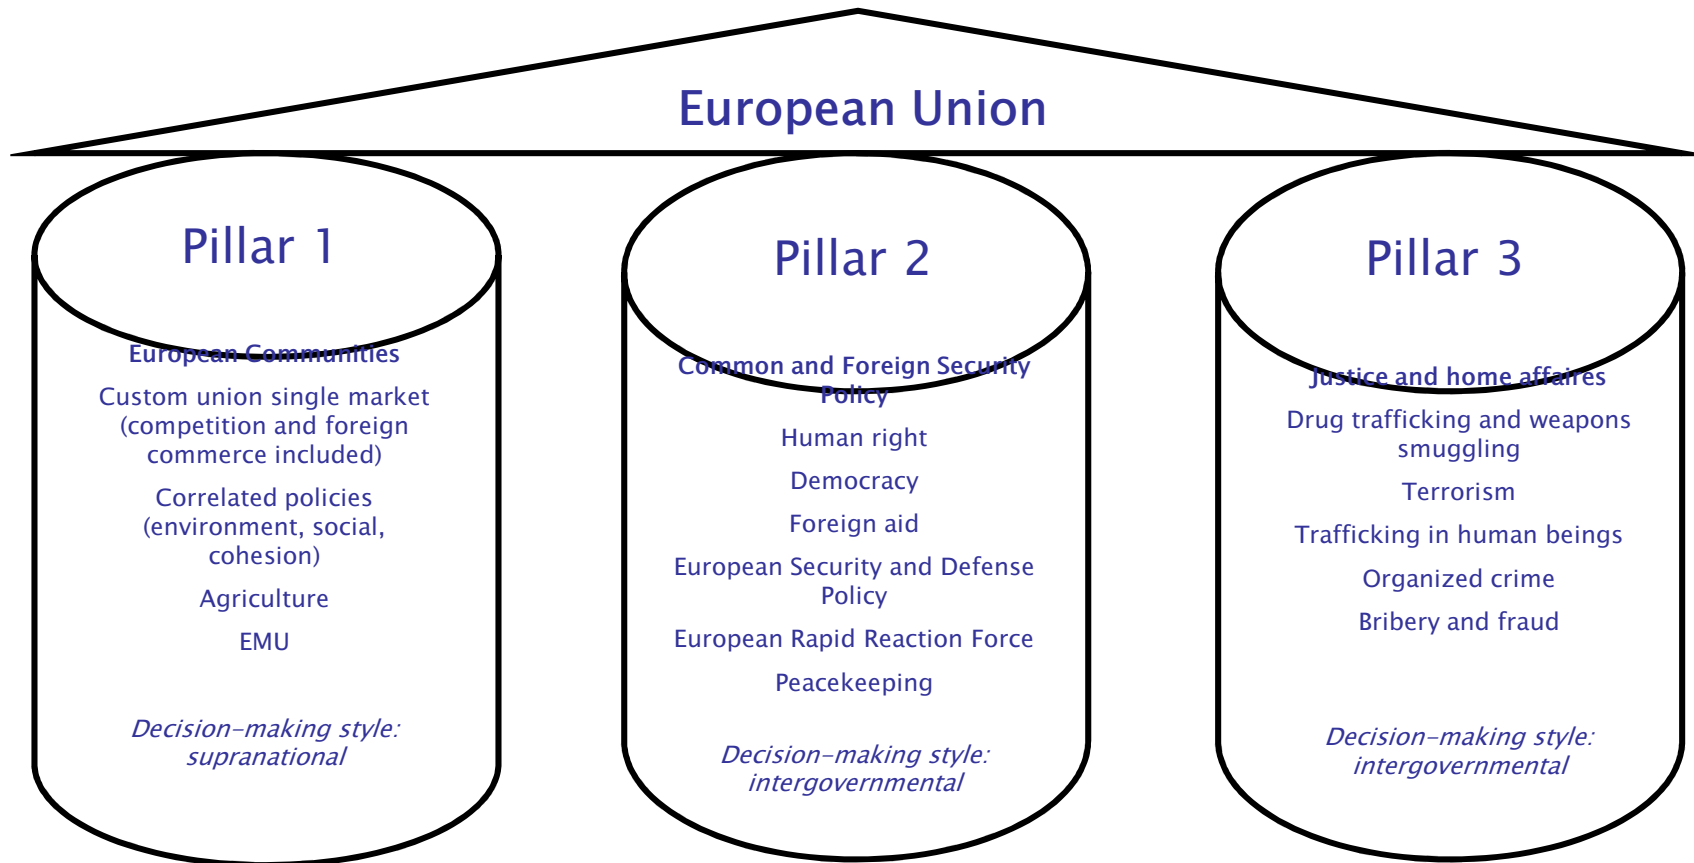 European Union
Pillar 1
European Communities
Custom union single market
(competition and foreign
commerce included)
Correlated policies
(environment, social,
cohesion)
Agriculture
EMU
Decision-making style:
supranational
Pillar 2
Common and Foreign Security
Policy
Human right
Democracy
Foreign aid
European Security and Defense
Policy
European Rapid Reaction Force
Peacekeeping
Decision-making style:
intergovernmental
Pillar 3
Justice and home affaires
Drug trafficking and weapons
smuggling
Terrorism
Trafficking in human beings
Organized crime
Bribery and fraud
Decision-making style:
intergovernmental